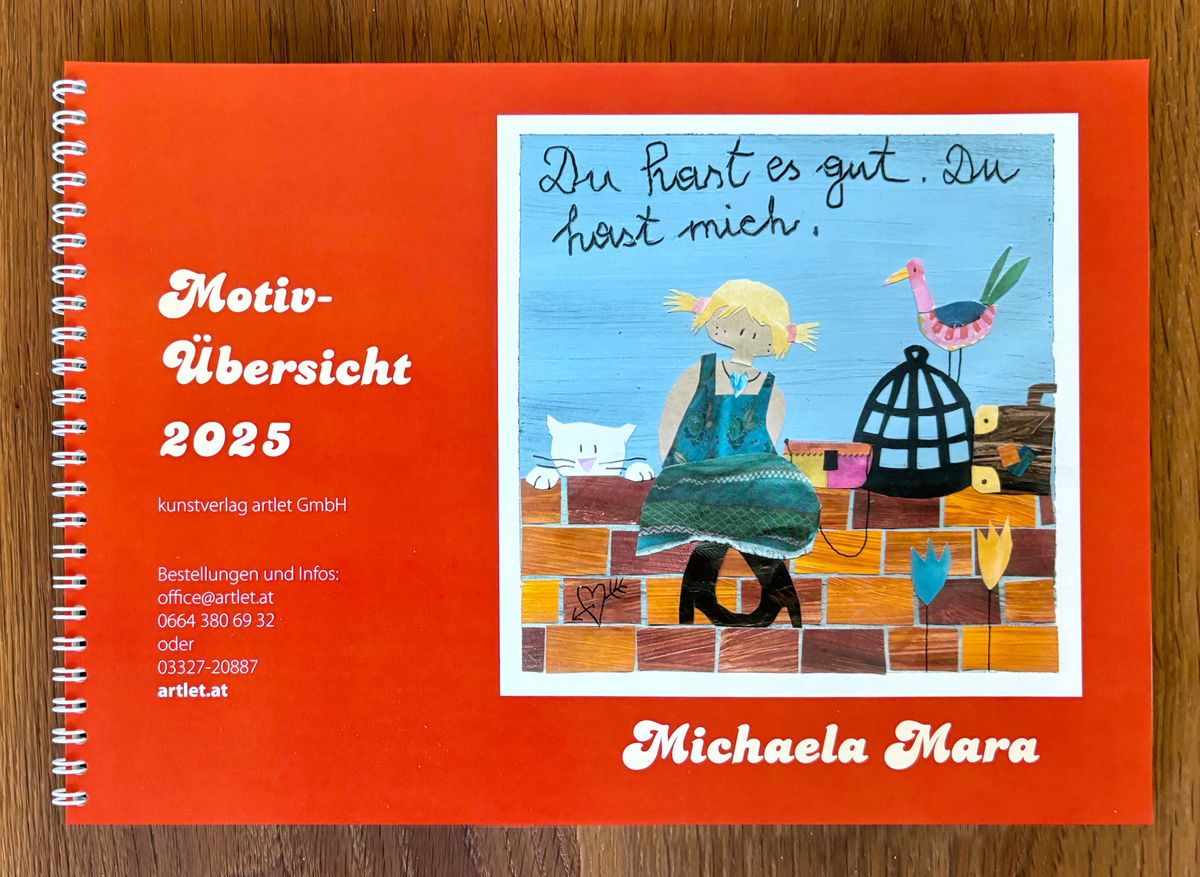 Motiv-
Übersicht
2025
kunstverlag artlet GmbH
Bestellungen und Infos:
office@artlet.at
0664 380 69 32
oder
03327-20887
artlet.at
Du hast es gut. Du
hast mich.
Michaela Mara